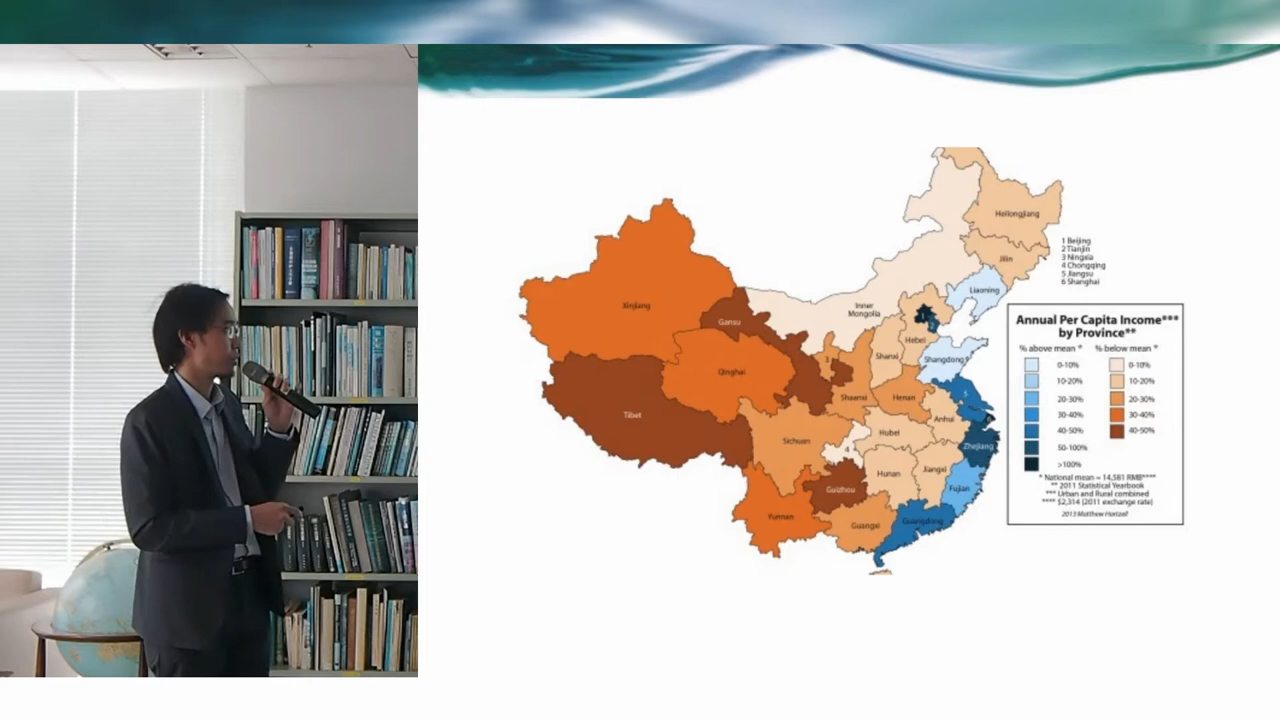 Heilongjiang
Jilin
1 Beijing
2 Tianjin
3 Ningxia
4 Chongqing
5 Jiangsu
6 Shanghai
Liaoning
Xinjiang
Inner
Mongolia
Gansu
Hebei
Shanxi
Shangdong
Qinghai
3
Shaanxi
Henan
5
Tibet
Anhui
Sichuan
Hubei
4
Zhejiang
Hunan
Jiangxi
Guizhou
Fujian
Yunnan
Guangxi
Guangdong
Annual Per Capita Income***
by Province**
% above mean * % below mean *
0-10% 0-10%
10-20% 10-20%
20-30% 20-30%
30-40% 30-40%
40-50% 40-50%
50-100%
>100%
* National mean = 14,581 RMB****
** 2011 Statistical Yearbook
*** Urban and Rural combined
**** $2,314 (2011 exchange rate)
2013 Matthew Hartzell